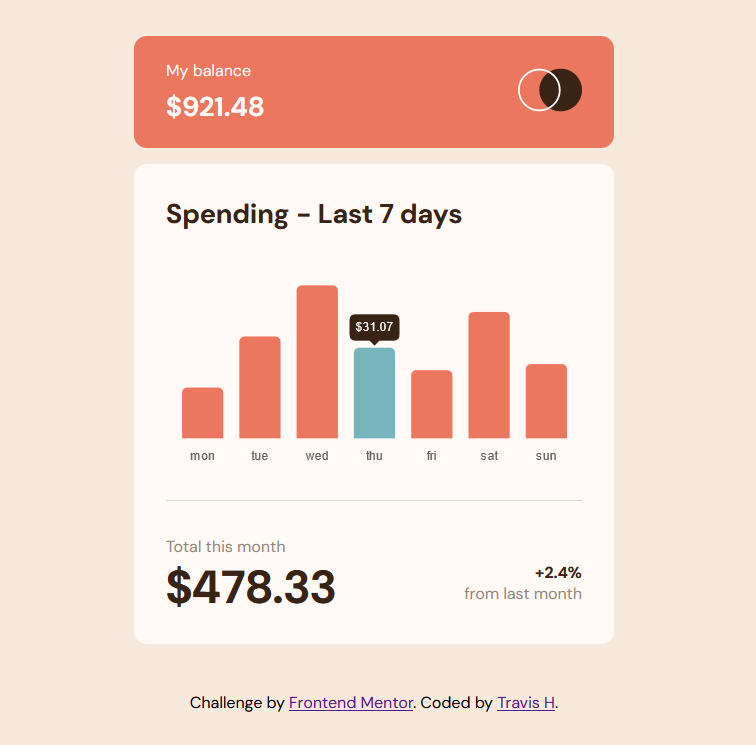 My balance
$921.48
Spending - Last 7 days
$31.07
mon tue wed thu fri sat sun
Total this month
$478.33
+2.4%
from last month
Challenge by Frontend Mentor. Coded by Travis H.